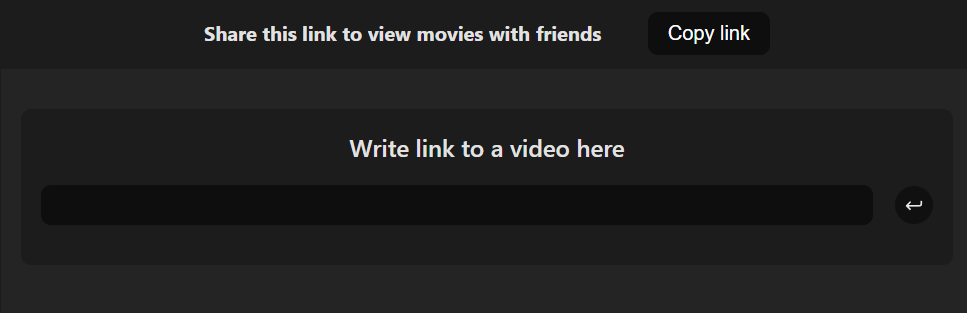 Share this link to view movies with friends
Copy link
Write link to a video here